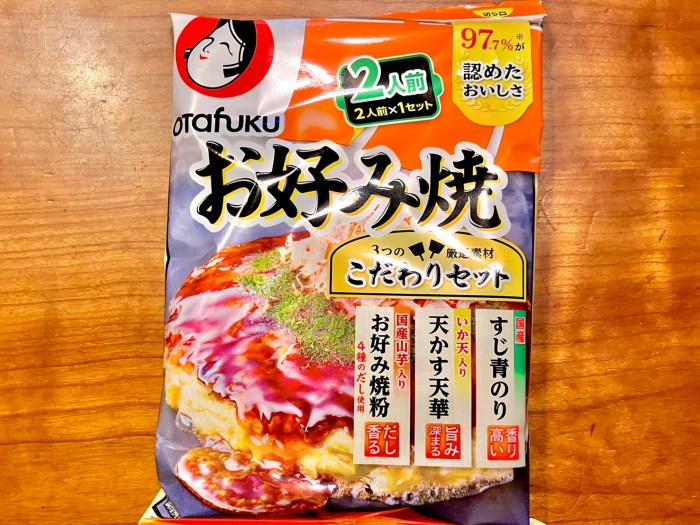 OTafuKU
2人前
2人前×1セット
97.7%※が
認めた
おいしさ
お好み焼
3つの 厳選素材
こだわりセット
国産
すじ青のり
香り
高い
いか天入り
天かす天華
旨み
深まる
国産山芋入り
お好み焼粉
4種のだし使用
だし
香る